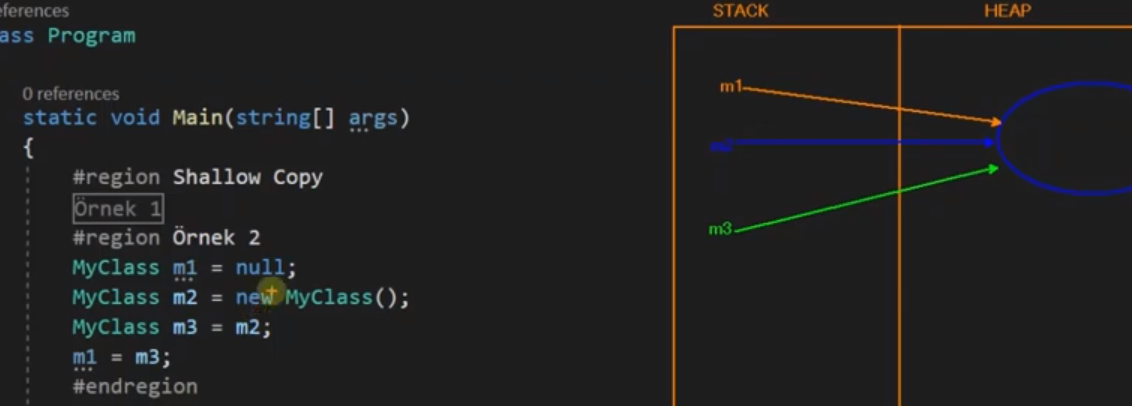 eferences
ass Program
0 references
static void Main(string[] args)
{
#region Shallow Copy
Örnek 1
#region Örnek 2
MyClass m1 = null;
MyClass m2 = new MyClass();
MyClass m3 = m2;
m1 = m3;
#endregion
STACK HEAP
m1
m2
m3